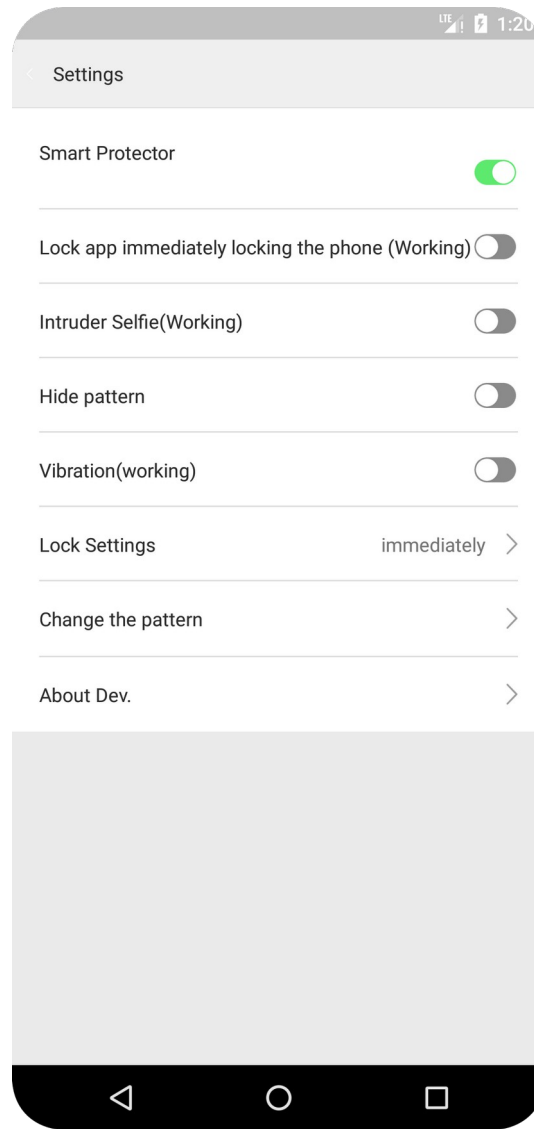 LTE 1:20
Settings
Smart Protector
Lock app immediately locking the phone (Working)
Intruder Selfie(Working)
Hide pattern
Vibration(working)
Lock Settings immediately
Change the pattern
About Dev.